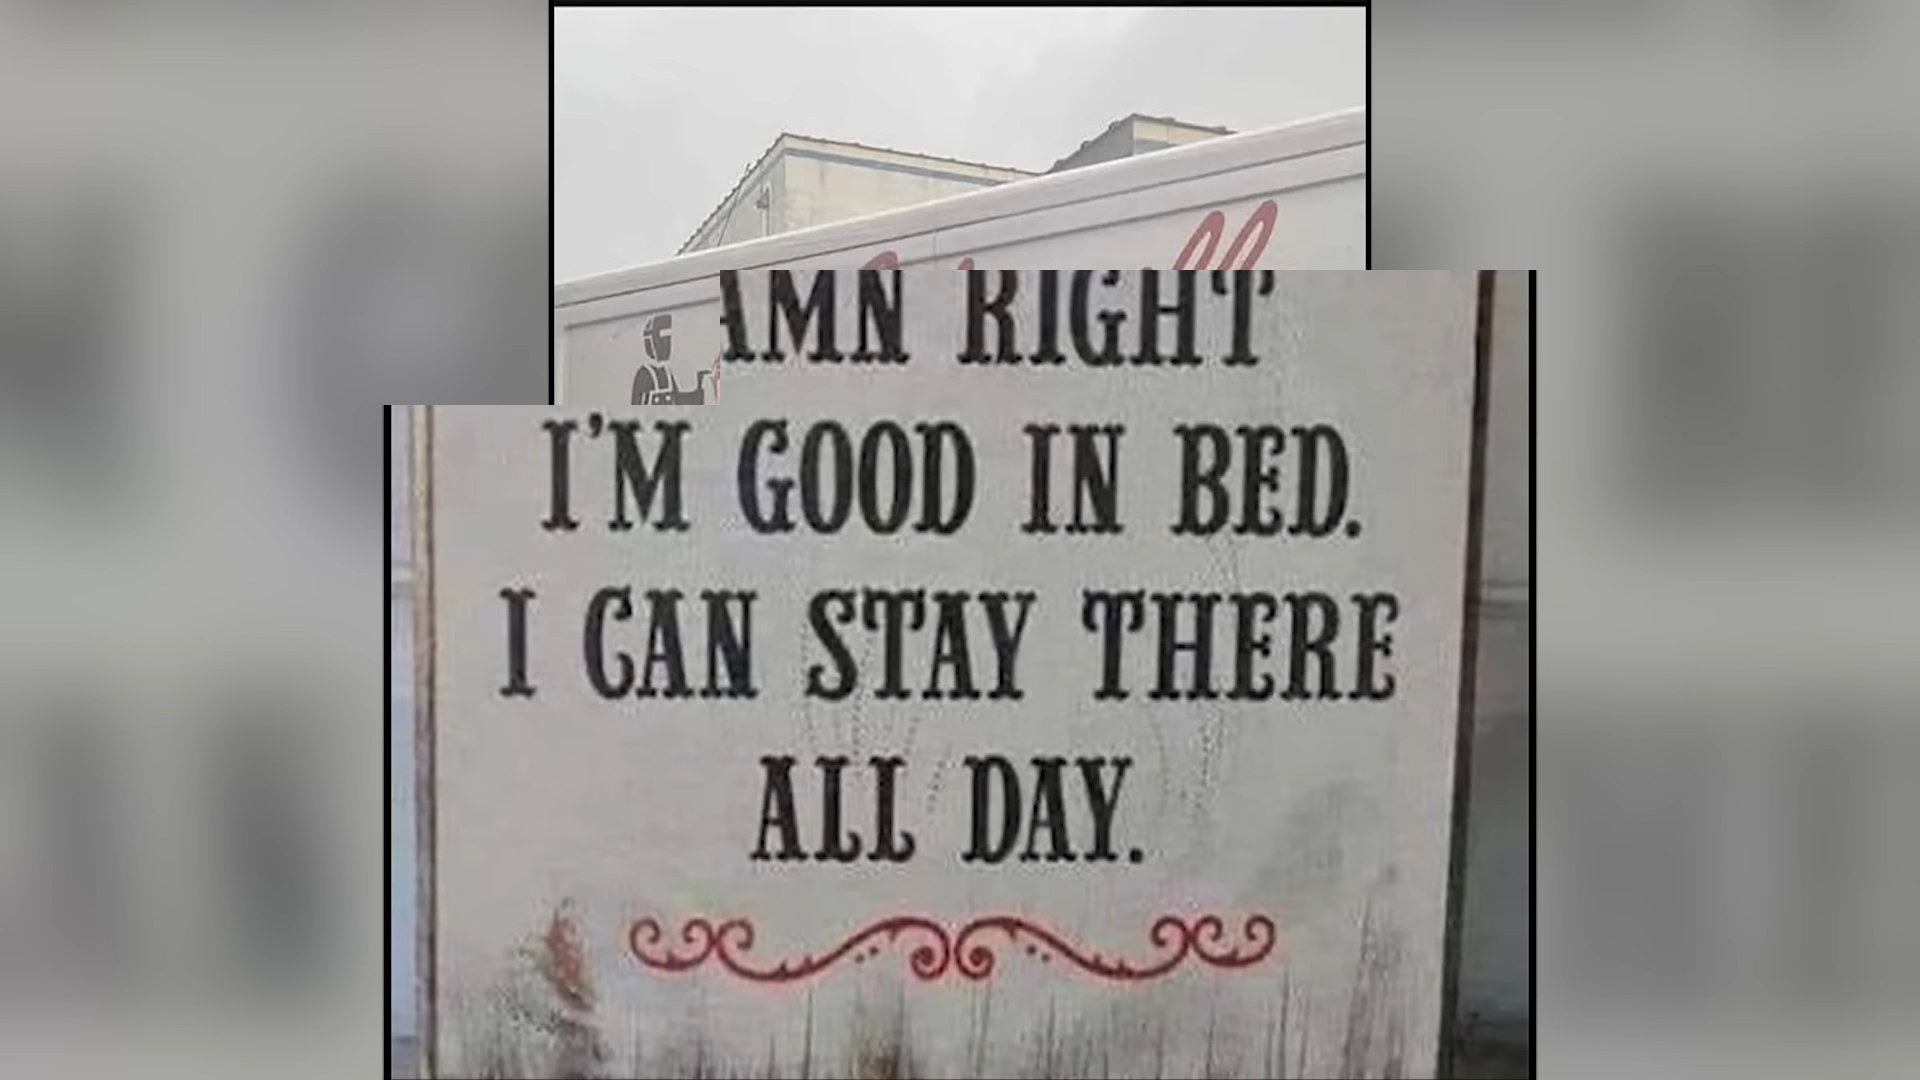 AMN RIGHT
I'M GOOD IN BED.
I CAN STAY THERE
ALL DAY.